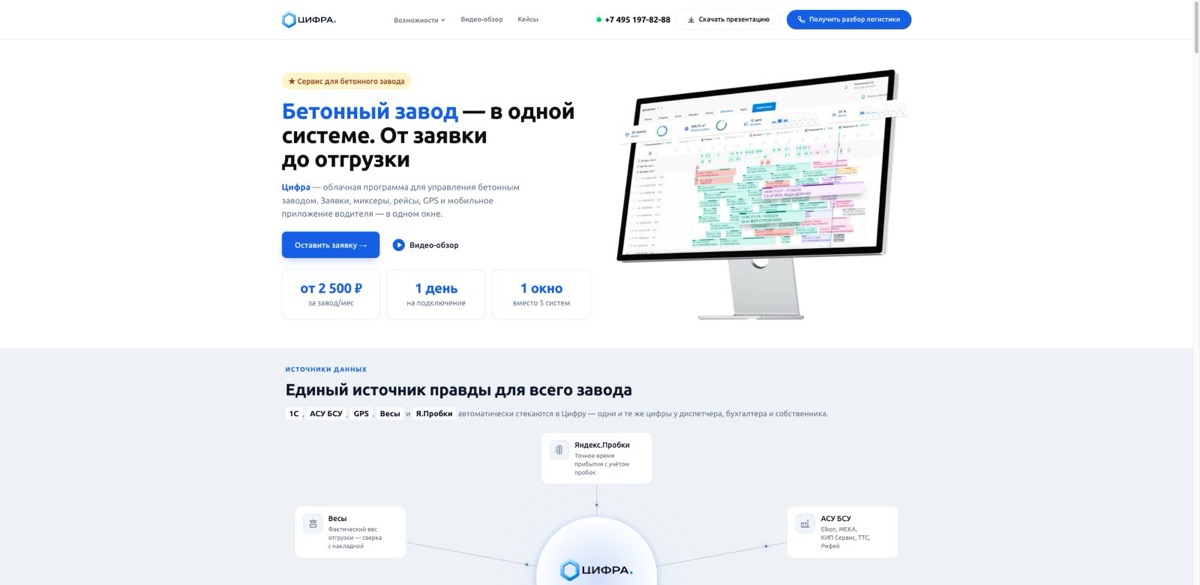 ЦИФРА.
Возможности
Видео-обзор
Кейсы
+7 495 197-82-88
Скачать презентацию
Получить разбор логистики
★ Сервис для бетонного завода
Бетонный завод — в одной
системе. От заявки
до отгрузки
Цифра — облачная программа для управления бетонным
заводом. Заявки, миксеры, рейсы, GPS и мобильное
приложение водителя — в одном окне.
Оставить заявку →
Видео-обзор
от 2 500 ₽
за завод/мес
1 день
на подключение
1 окно
вместо 5 систем
ИСТОЧНИКИ ДАННЫХ
Единый источник правды для всего завода
1С , АСУ БСУ , GPS , Весы и Я.Пробки автоматически стекаются в Цифру — одни и те же цифры у диспетчера, бухгалтера и собственника.
Яндекс.Пробки
Точное время
прибытия с учётом
пробок
Весы
Фактический вес
отгрузки — сверка
с накладной
АСУ БСУ
Elkon, MEKA,
КИП Сервис, ТТС,
Рифей
ЦИФРА.